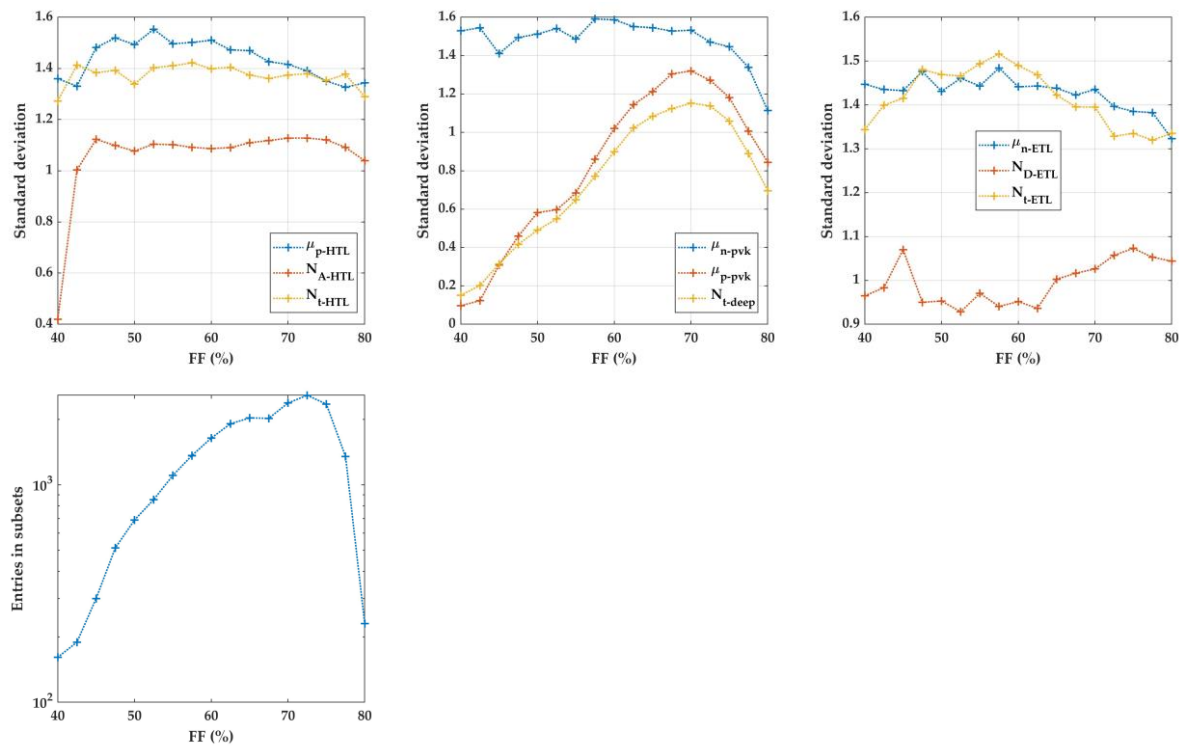 1.6
1.4
1.2
1
0.8
0.6
0.4
Standard deviation
μp-HTL
NA-HTL
Nt-HTL
40 50 60 70 80
FF (%)
1.6
1.4
1.2
1
0.8
0.6
0.4
0.2
0
Standard deviation
μn-pvk
μp-pvk
Nt-deep
40 50 60 70 80
FF (%)
1.6
1.5
1.4
1.3
1.2
1.1
1
0.9
Standard deviation
μn-ETL
ND-ETL
Nt-ETL
40 50 60 70 80
FF (%)
10³
10²
Entries in subsets
40 50 60 70 80
FF (%)